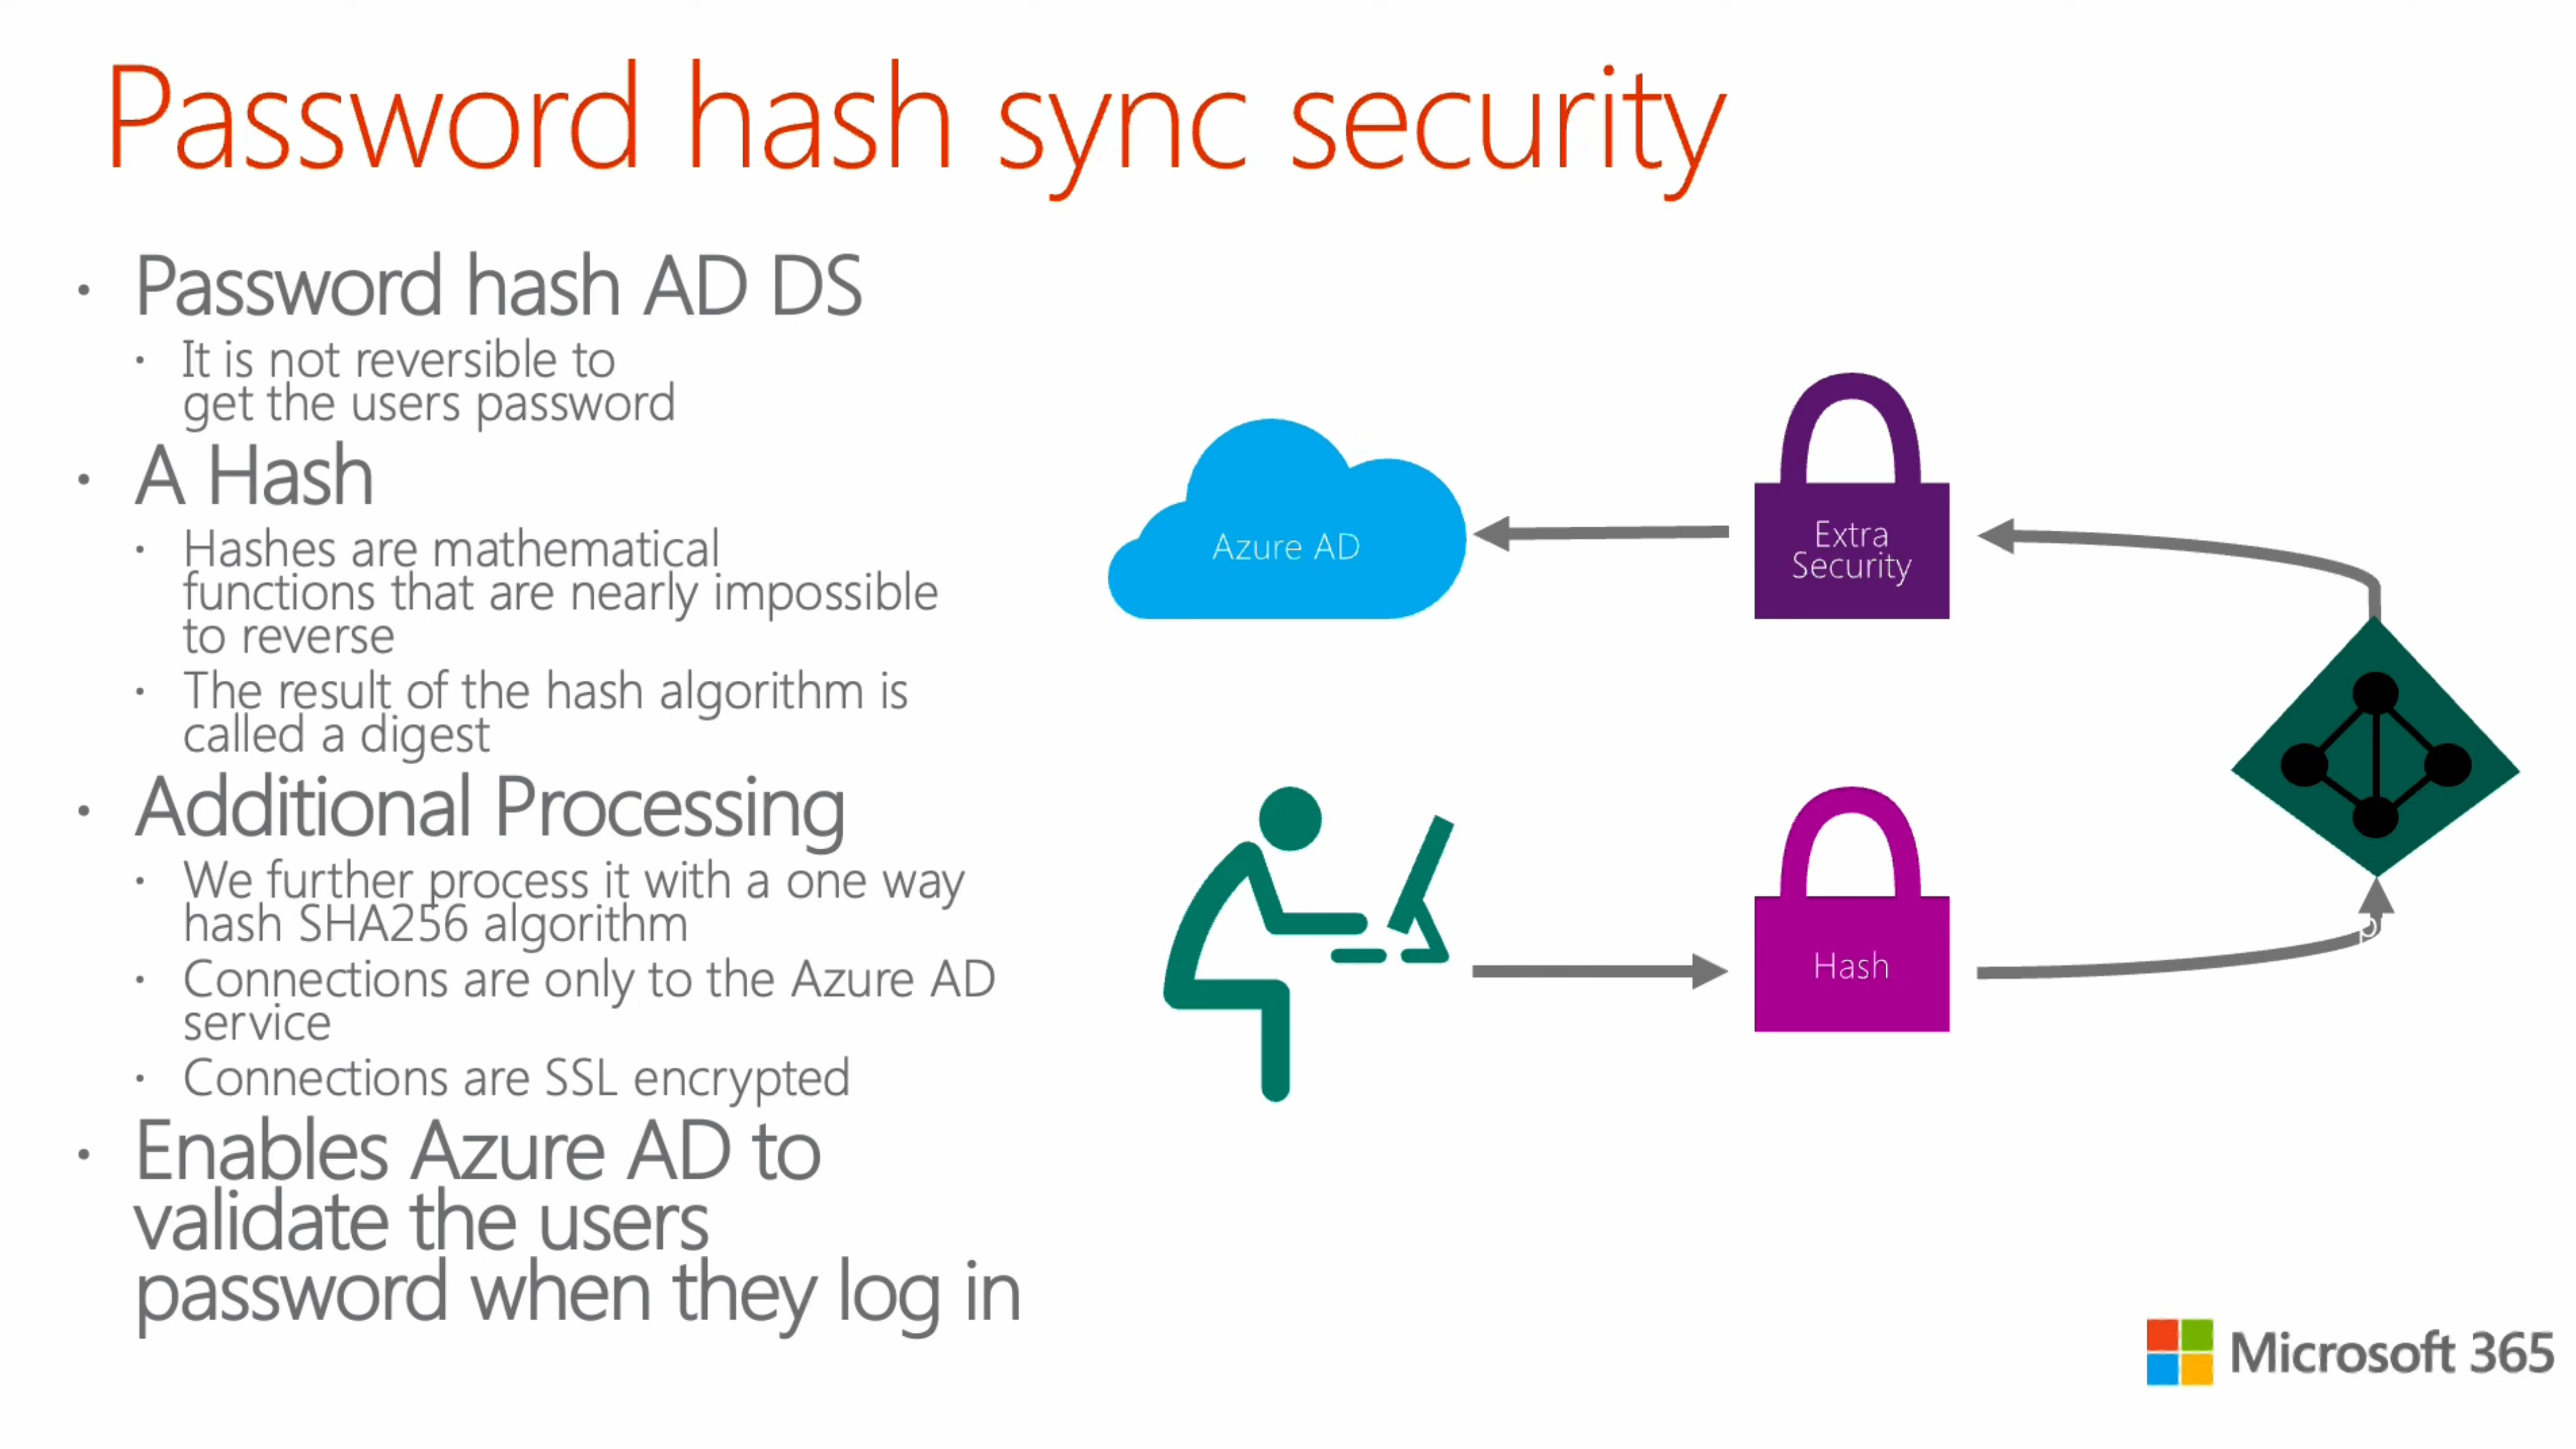 Password hash sync security
Password hash AD DS
It is not reversible to
get the users password
A Hash
Hashes are mathematical
functions that are nearly impossible
to reverse
The result of the hash algorithm is
called a digest
Additional Processing
We further process it with a one way
hash SHA256 algorithm
Connections are only to the Azure AD
service
Connections are SSL encrypted
Enables Azure AD to
validate the users
password when they log in
Azure AD
Extra
Security
Hash
p
Microsoft 365